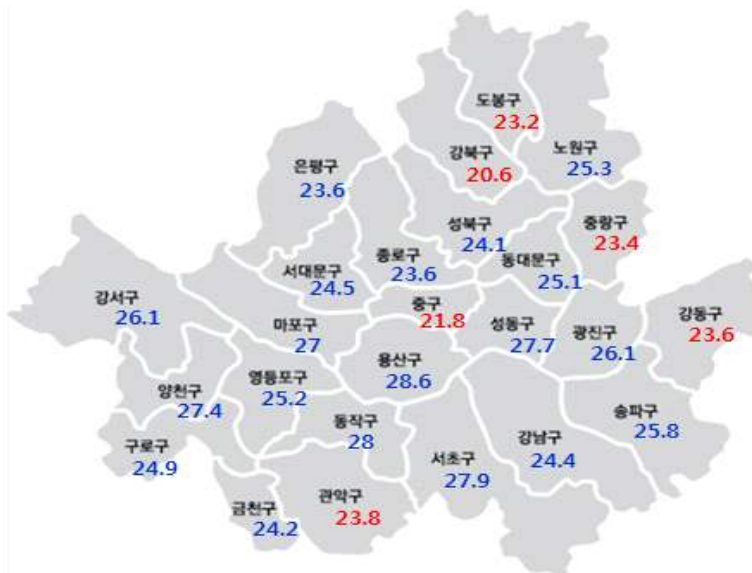 도봉구
23.2
강북구
20.6
노원구
25.3
은평구
23.6
성북구
24.1
중랑구
23.4
서대문구
24.5
종로구
23.6
동대문구
25.1
강서구
26.1
마포구
27
중구
21.8
성동구
27.7
광진구
26.1
강동구
23.6
양천구
27.4
영등포구
25.2
용산구
28.6
송파구
25.8
구로구
24.9
동작구
28
서초구
27.9
강남구
24.4
금천구
24.2
관악구
23.8